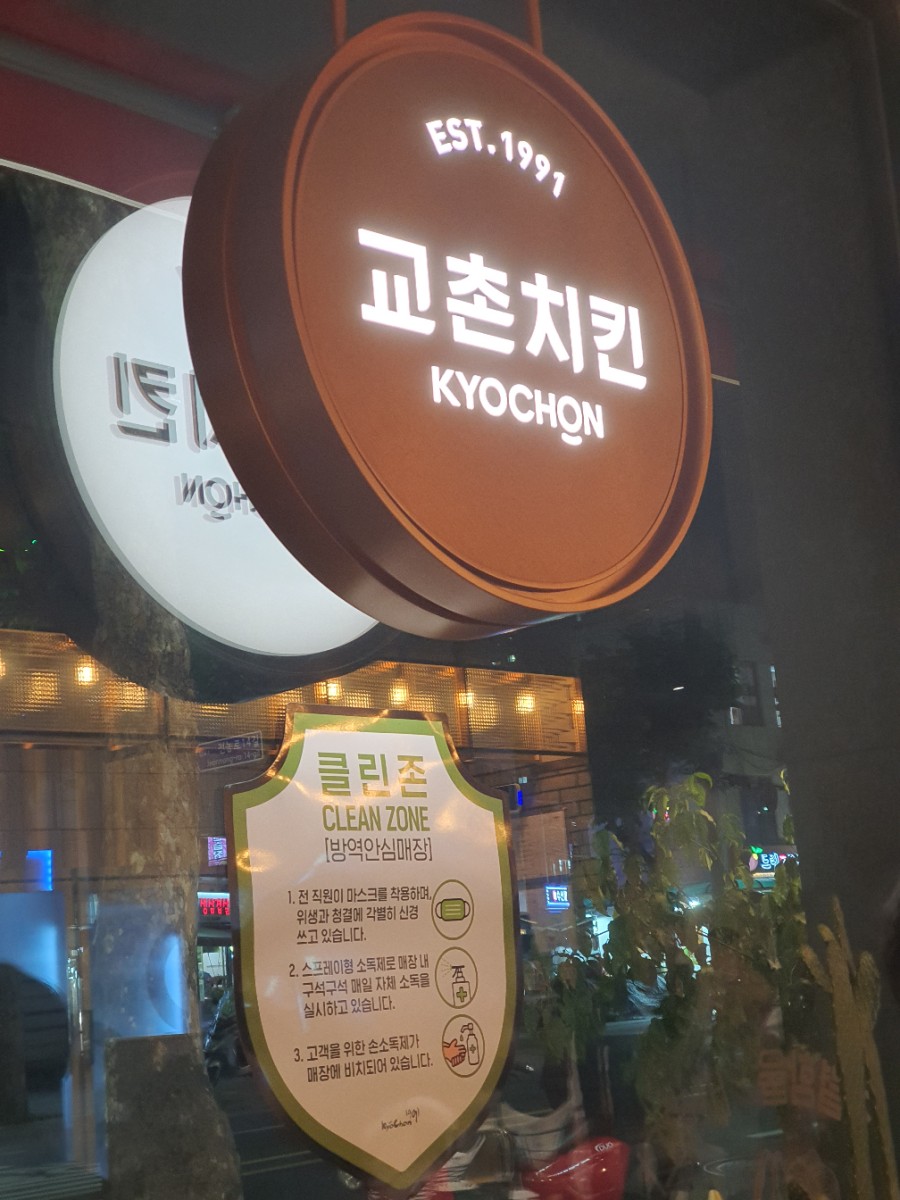 EST.1991
교촌치킨
KYOCHON
클린존
CLEAN ZONE
[방역안심매장]
1. 전 직원이 마스크를 착용하며,
위생과 청결에 각별히 신경
쓰고 있습니다.
2. 스프레이형 소독제로 매장 내
구석구석 매일 자체 소독을
실시하고 있습니다.
3. 고객을 위한 손소독제가
매장에 비치되어 있습니다.